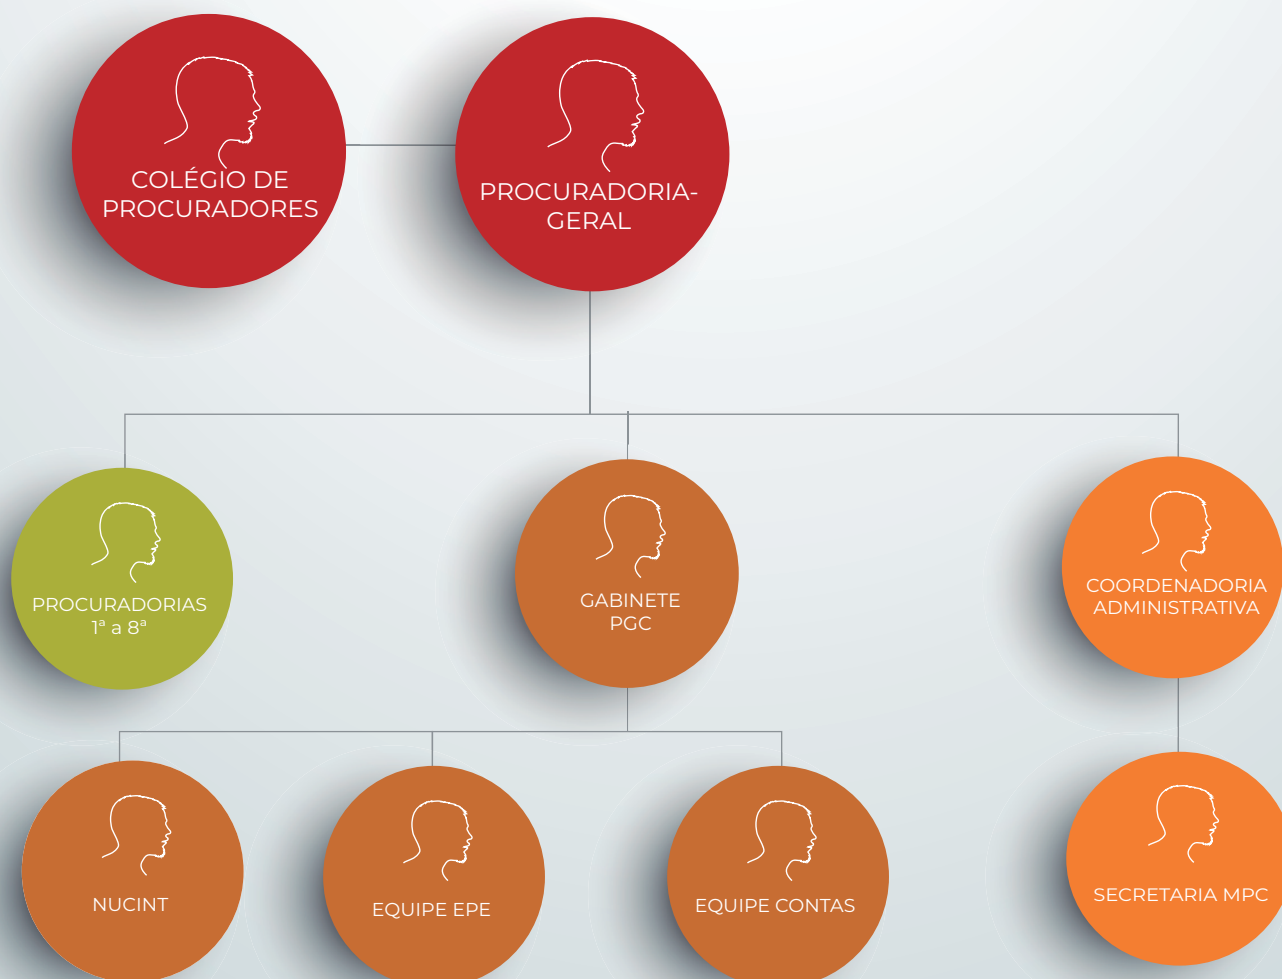 COLÉGIO DE
PROCURADORES
PROCURADORIA-
GERAL
PROCURADORIAS
1ª a 8ª
GABINETE
PGC
COORDENADORIA
ADMINISTRATIVA
NUCINT
EQUIPE EPE
EQUIPE CONTAS
SECRETARIA MPC